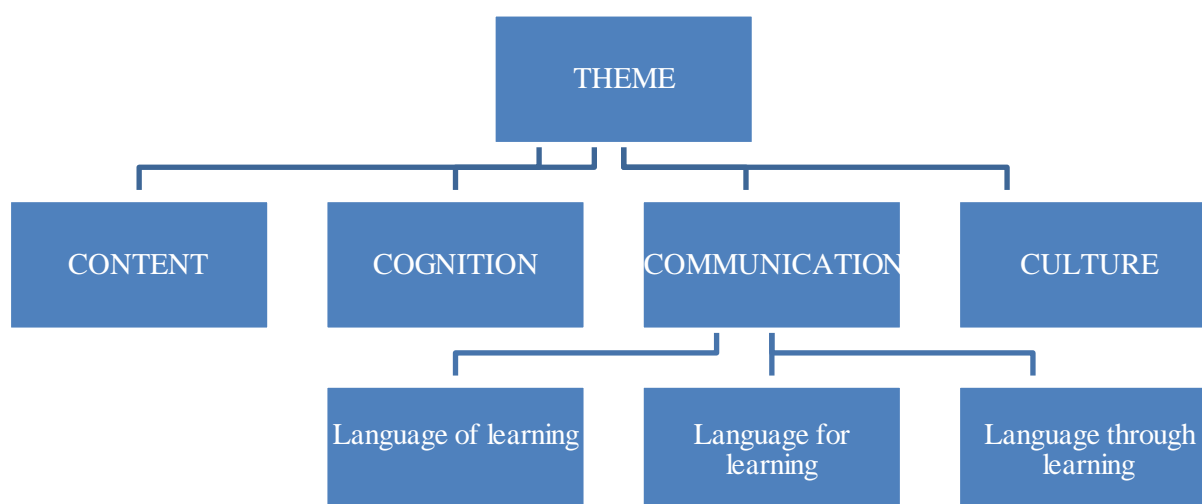 THEME
CONTENT
COGNITION
COMMUNICATION
CULTURE
Language of learning
Language for
learning
Language through
learning